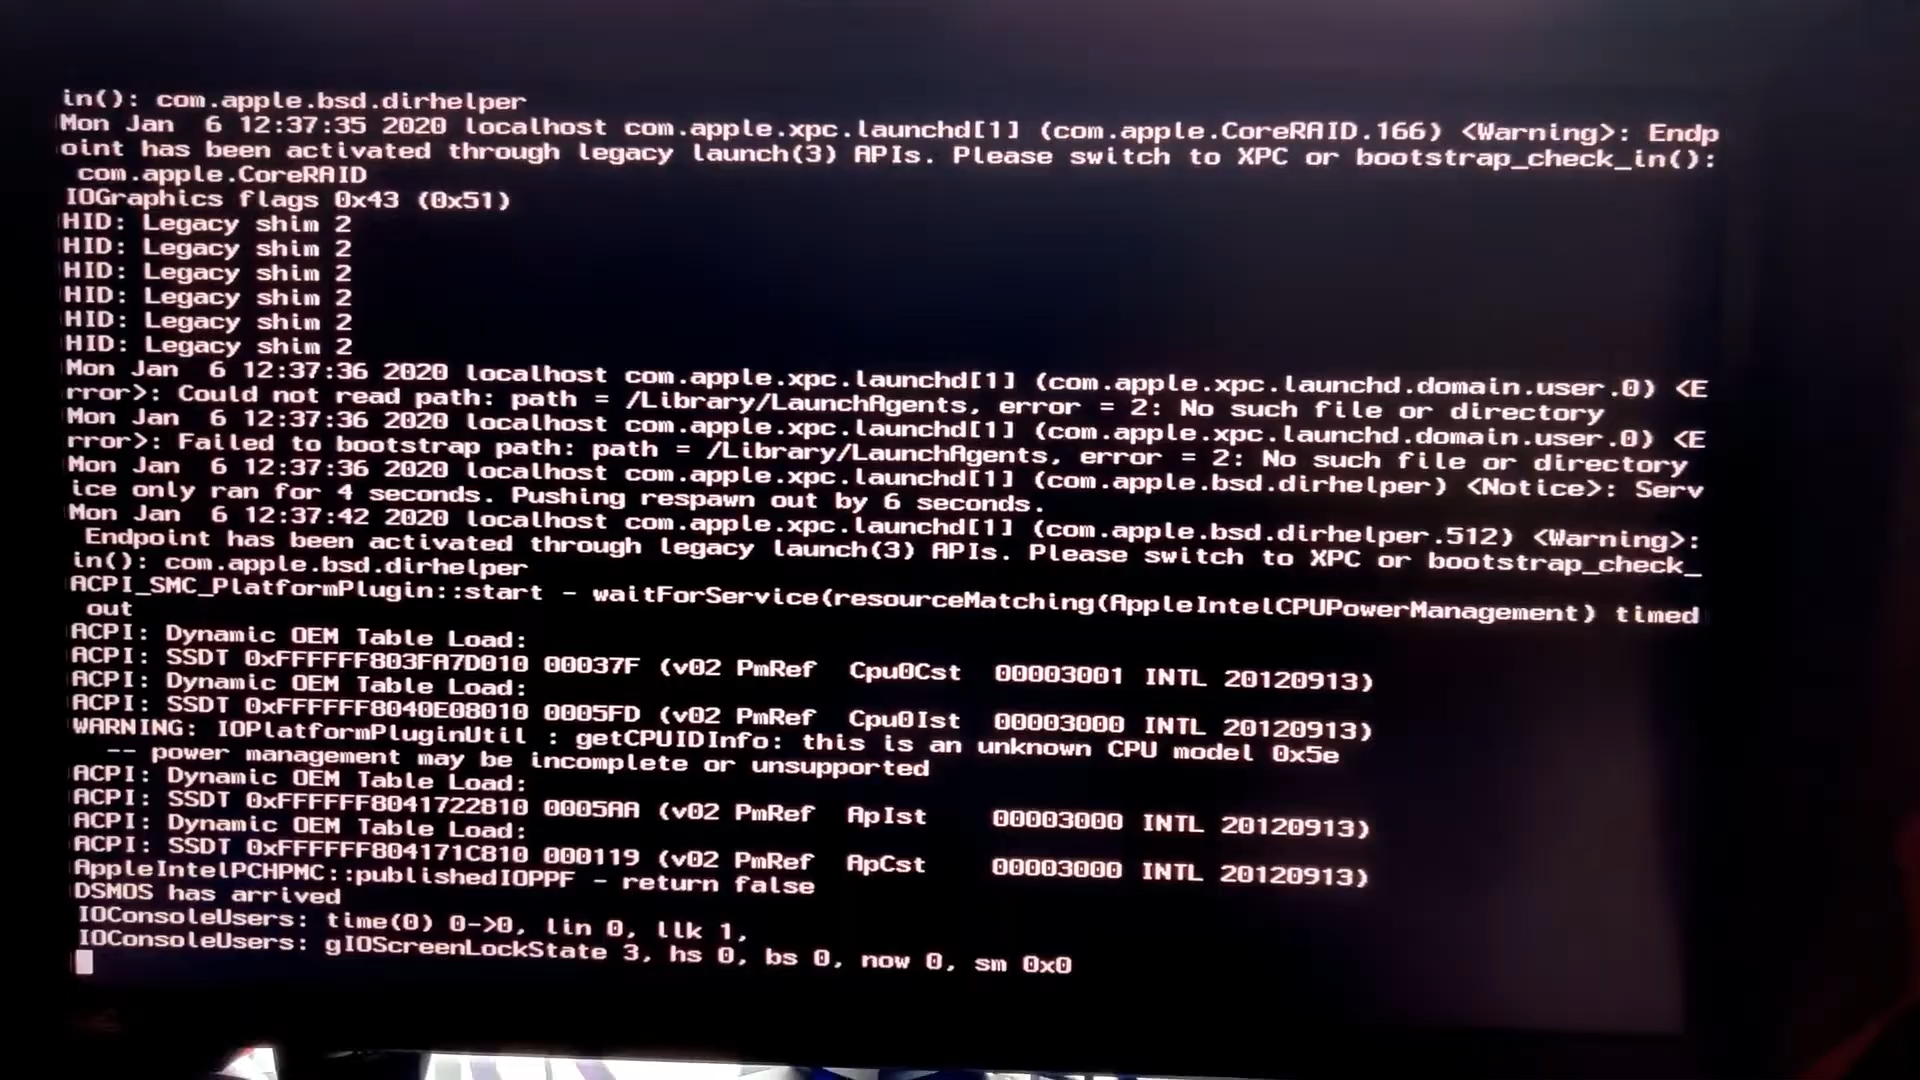 in(): com.apple.bsd.dirhelper
Mon Jan  6 12:37:35 2020 localhost com.apple.xpc.launchd[1] (com.apple.CoreRAID.166) <Warning>: Endp
oint has been activated through legacy launch(3) APIs. Please switch to XPC or bootstrap_check_in():
 com.apple.CoreRAID
IOGraphics flags 0x43 (0x51)
HID: Legacy shim 2
HID: Legacy shim 2
HID: Legacy shim 2
HID: Legacy shim 2
HID: Legacy shim 2
HID: Legacy shim 2
Mon Jan  6 12:37:36 2020 localhost com.apple.xpc.launchd[1] (com.apple.xpc.launchd.domain.user.0) <E
rror>: Could not read path: path = /Library/LaunchAgents, error = 2: No such file or directory
Mon Jan  6 12:37:36 2020 localhost com.apple.xpc.launchd[1] (com.apple.xpc.launchd.domain.user.0) <E
rror>: Failed to bootstrap path: path = /Library/LaunchAgents, error = 2: No such file or directory
Mon Jan  6 12:37:36 2020 localhost com.apple.xpc.launchd[1] (com.apple.bsd.dirhelper) <Notice>: Serv
ice only ran for 4 seconds. Pushing respawn out by 6 seconds.
Mon Jan  6 12:37:42 2020 localhost com.apple.xpc.launchd[1] (com.apple.bsd.dirhelper.512) <Warning>:
 Endpoint has been activated through legacy launch(3) APIs. Please switch to XPC or bootstrap_check_
in(): com.apple.bsd.dirhelper
ACPI_SMC_PlatformPlugin::start - waitForService(resourceMatching(AppleIntelCPUPowerManagement) timed
 out
ACPI: Dynamic OEM Table Load:
ACPI: SSDT 0xFFFFFF803FA7D010 00037F (v02 PmRef  Cpu0Cst  00003001 INTL 20120913)
ACPI: Dynamic OEM Table Load:
ACPI: SSDT 0xFFFFFF8040E08010 0005FD (v02 PmRef  Cpu0Ist  00003000 INTL 20120913)
WARNING: IOPlatformPluginUtil : getCPUIDInfo: this is an unknown CPU model 0x5e
  -- power management may be incomplete or unsupported
ACPI: Dynamic OEM Table Load:
ACPI: SSDT 0xFFFFFF8041722810 0005AA (v02 PmRef  ApIst    00003000 INTL 20120913)
ACPI: Dynamic OEM Table Load:
ACPI: SSDT 0xFFFFFF804171C810 000119 (v02 PmRef  ApCst    00003000 INTL 20120913)
AppleIntelPCHPMC::publishedIOPPF - return false
DSMOS has arrived
IOConsoleUsers: time(0) 0->0, lin 0, llk 1,
IOConsoleUsers: gIOScreenLockState 3, hs 0, bs 0, now 0, sm 0x0